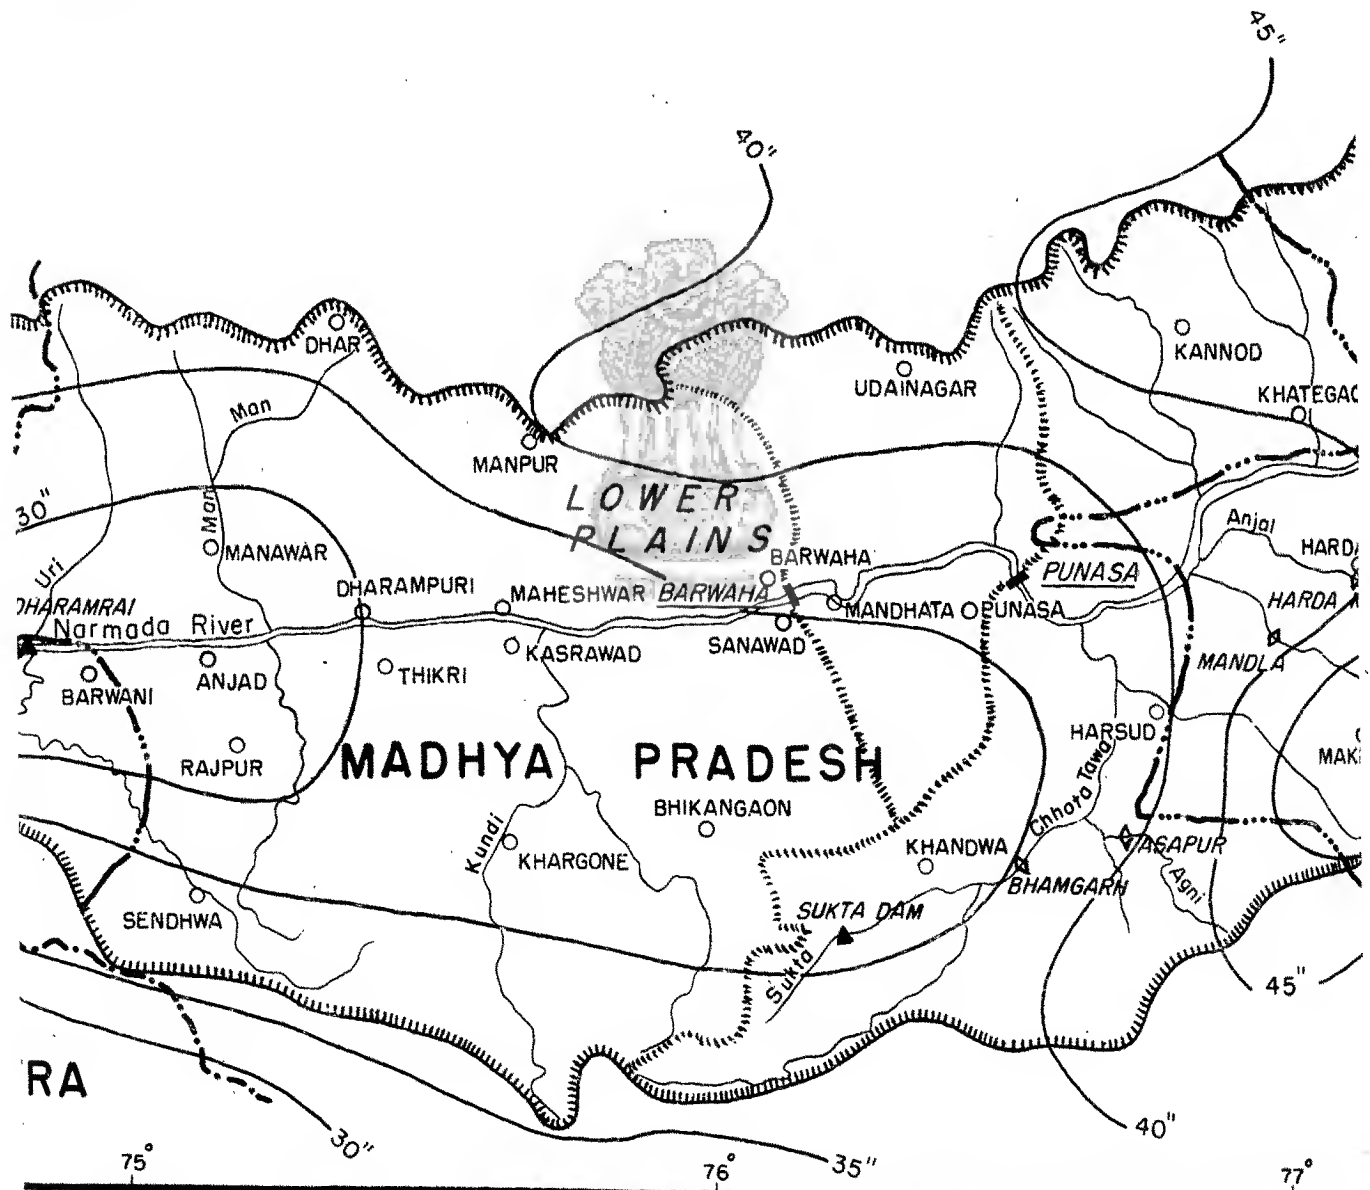 45"
40"
DHAR
KANNOD
UDAINAGAR
KHATEGAO
Man
MANPUR
LOWER
PLAINS
30"
Man
Anjal
MANAWAR
BARWAHA
HARDA
Uri
DHARAMPURI
MAHESHWAR
BARWAHA
PUNASA
DHARAMRAI
MANDHATA
PUNASA
HARDA
Narmada River
SANAWAD
KASRAWAD
MANDLA
BARWANI
ANJAD
THIKRI
HARSUD
RAJPUR
MADHYA PRADESH
MAK
BHIKANGAON
Chhota Tawa
Kundi
KHARGONE
KHANDWA
ASAPUR
BHAMGARH
Agni
SENDHWA
SUKTA DAM
Sukta
45"
RA
30"
40"
35"
75°
76°
77°